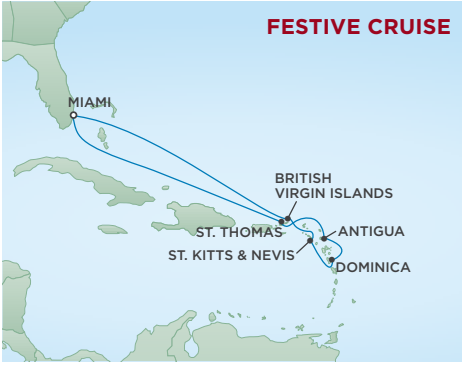 FESTIVE CRUISE
MIAMI
BRITISH
VIRGIN ISLANDS
ST. THOMAS
ANTIGUA
ST. KITTS & NEVIS
DOMINICA